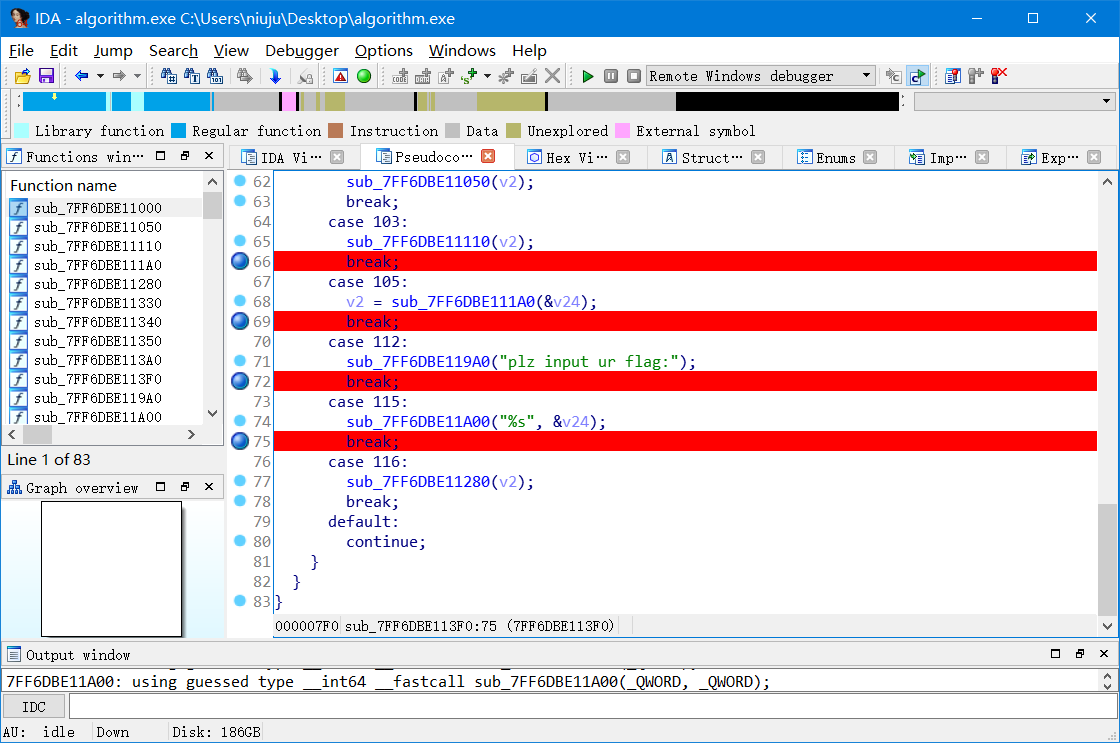 IDA - algorithm.exe C:\Users\niuju\Desktop\algorithm.exe
File Edit Jump Search View Debugger Options Windows Help
Remote Windows debugger
Library function Regular function Instruction Data Unexplored External symbol
Functions win··· IDA Vi··· Pseudoco··· Hex Vi··· Struct··· Enums Imp··· Exp···
Function name
sub_7FF6DBE11000
sub_7FF6DBE11050
sub_7FF6DBE11110
sub_7FF6DBE111A0
sub_7FF6DBE11280
sub_7FF6DBE11330
sub_7FF6DBE11340
sub_7FF6DBE11350
sub_7FF6DBE113A0
sub_7FF6DBE113F0
sub_7FF6DBE119A0
sub_7FF6DBE11A00
Line 1 of 83
Graph overview
62 sub_7FF6DBE11050(v2);
63 break;
64 case 103:
65 sub_7FF6DBE11110(v2);
66 break;
67 case 105:
68 v2 = sub_7FF6DBE111A0(&v24);
69 break;
70 case 112:
71 sub_7FF6DBE119A0("plz input ur flag:");
72 break;
73 case 115:
74 sub_7FF6DBE11A00("%s", &v24);
75 break;
76 case 116:
77 sub_7FF6DBE11280(v2);
78 break;
79 default:
80 continue;
81 }
82 }
83 }
000007F0 sub_7FF6DBE113F0:75 (7FF6DBE113F0)
Output window
7FF6DBE11A00: using guessed type __int64 __fastcall sub_7FF6DBE11A00(_QWORD, _QWORD);
IDC
AU: idle Down Disk: 186GB